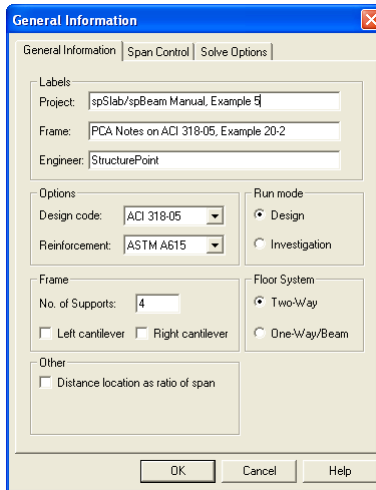 General Information
General Information Span Control Solve Options
Labels
Project: spSlab/spBeam Manual, Example 5
Frame: PCA Notes on ACI 318-05, Example 20-2
Engineer: StructurePoint
Options Run mode
Design code: ACI 318-05 Design
Reinforcement: ASTM A615 Investigation
Frame Floor System
No. of Supports: 4 Two-Way
Left cantilever Right cantilever One-Way/Beam
Other
Distance location as ratio of span
OK Cancel Help